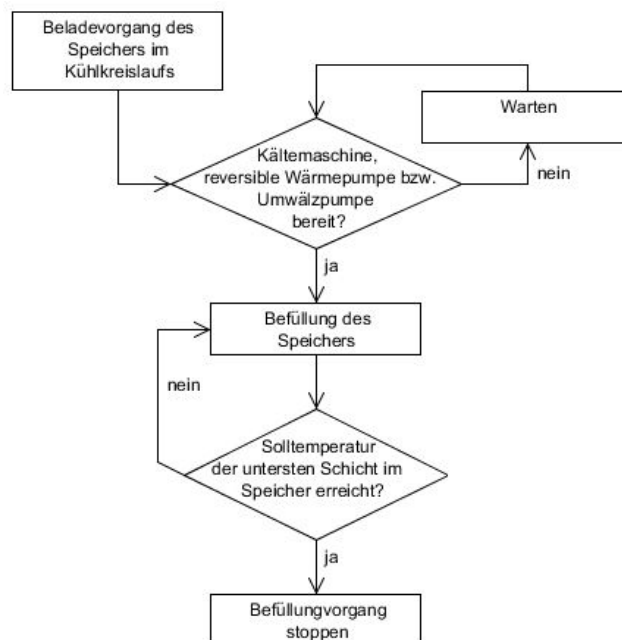 Beladevorgang des
Speichers im
Kühlkreislaufs
Warten
Kältemaschine,
reversible Wärmepumpe bzw.
Umwälzpumpe
bereit?
nein
ja
Befüllung des
Speichers
nein
Solltemperatur
der untersten Schicht im
Speicher erreicht?
ja
Befüllungvorgang
stoppen